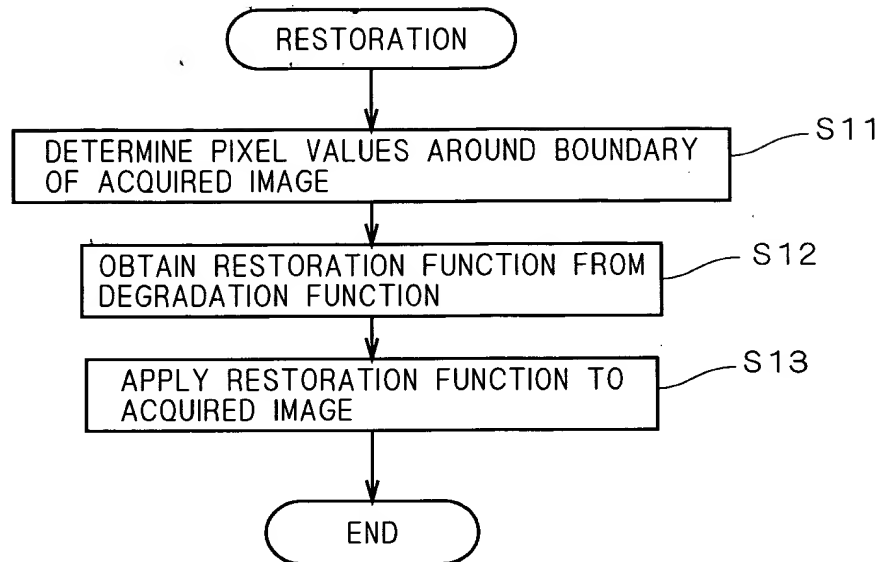 RESTORATION
DETERMINE PIXEL VALUES AROUND BOUNDARY
OF ACQUIRED IMAGE
S11
OBTAIN RESTORATION FUNCTION FROM
DEGRADATION FUNCTION
S12
APPLY RESTORATION FUNCTION TO
ACQUIRED IMAGE
S13
END